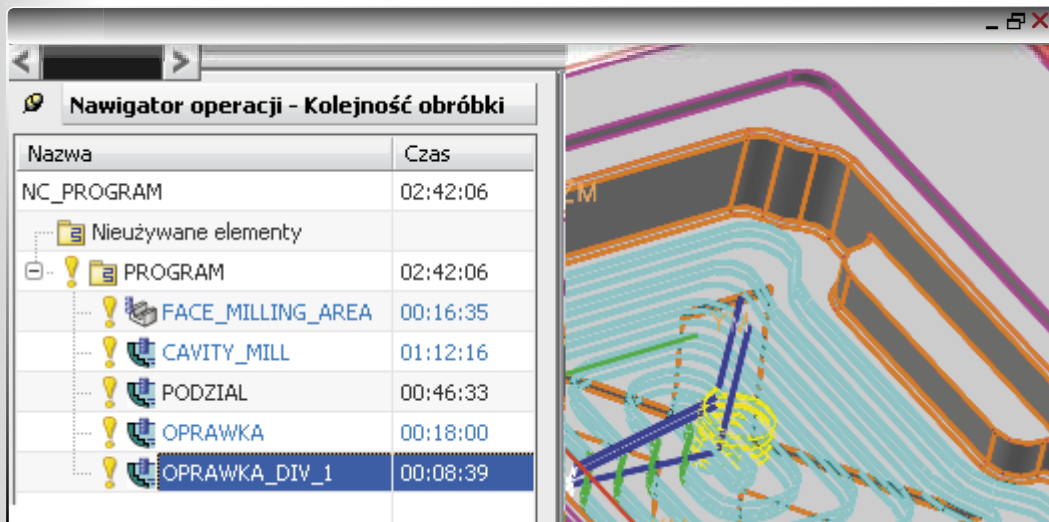 Nawigator operacji - Kolejność obróbki
Nazwa Czas
NC_PROGRAM 02:42:06
Nieużywane elementy
PROGRAM 02:42:06
FACE_MILLING_AREA 00:16:35
CAVITY_MILL 01:12:16
PODZIAL 00:46:33
OPRAWKA 00:18:00
OPRAWKA_DIV_1 00:08:39
ZM